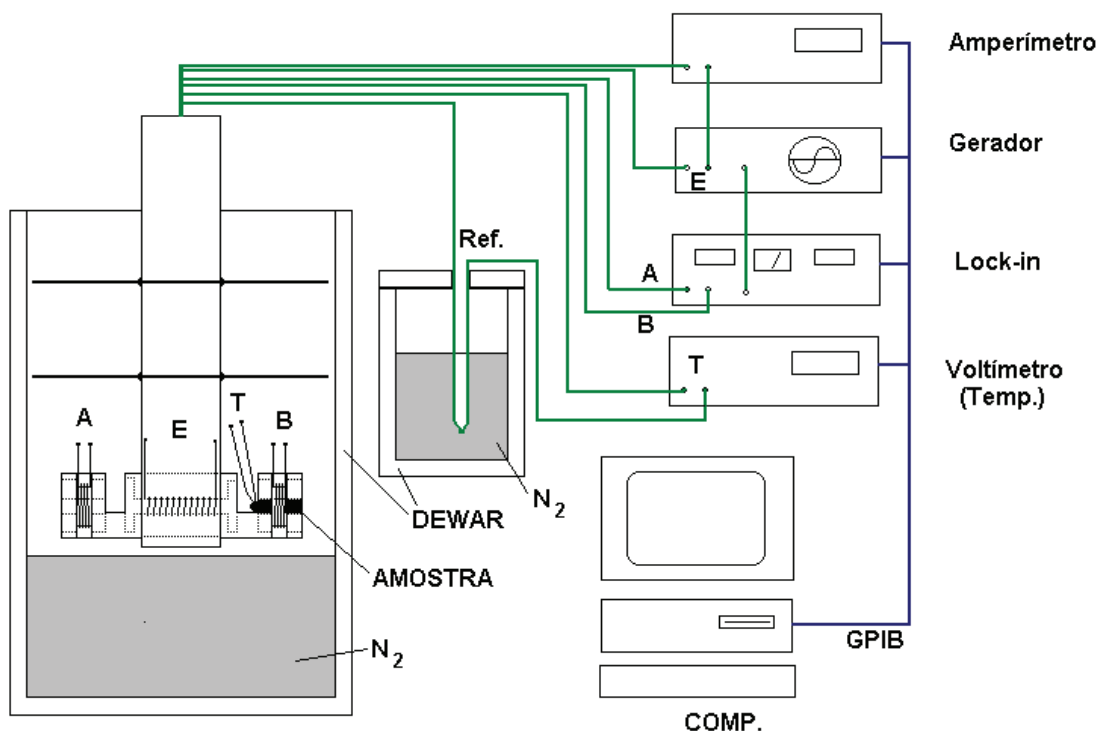 Amperímetro
Gerador
E
Ref.
Lock-in
A
B
T
Voltímetro
(Temp.)
A
E
T
B
N2
DEWAR
AMOSTRA
GPIB
N2
COMP.